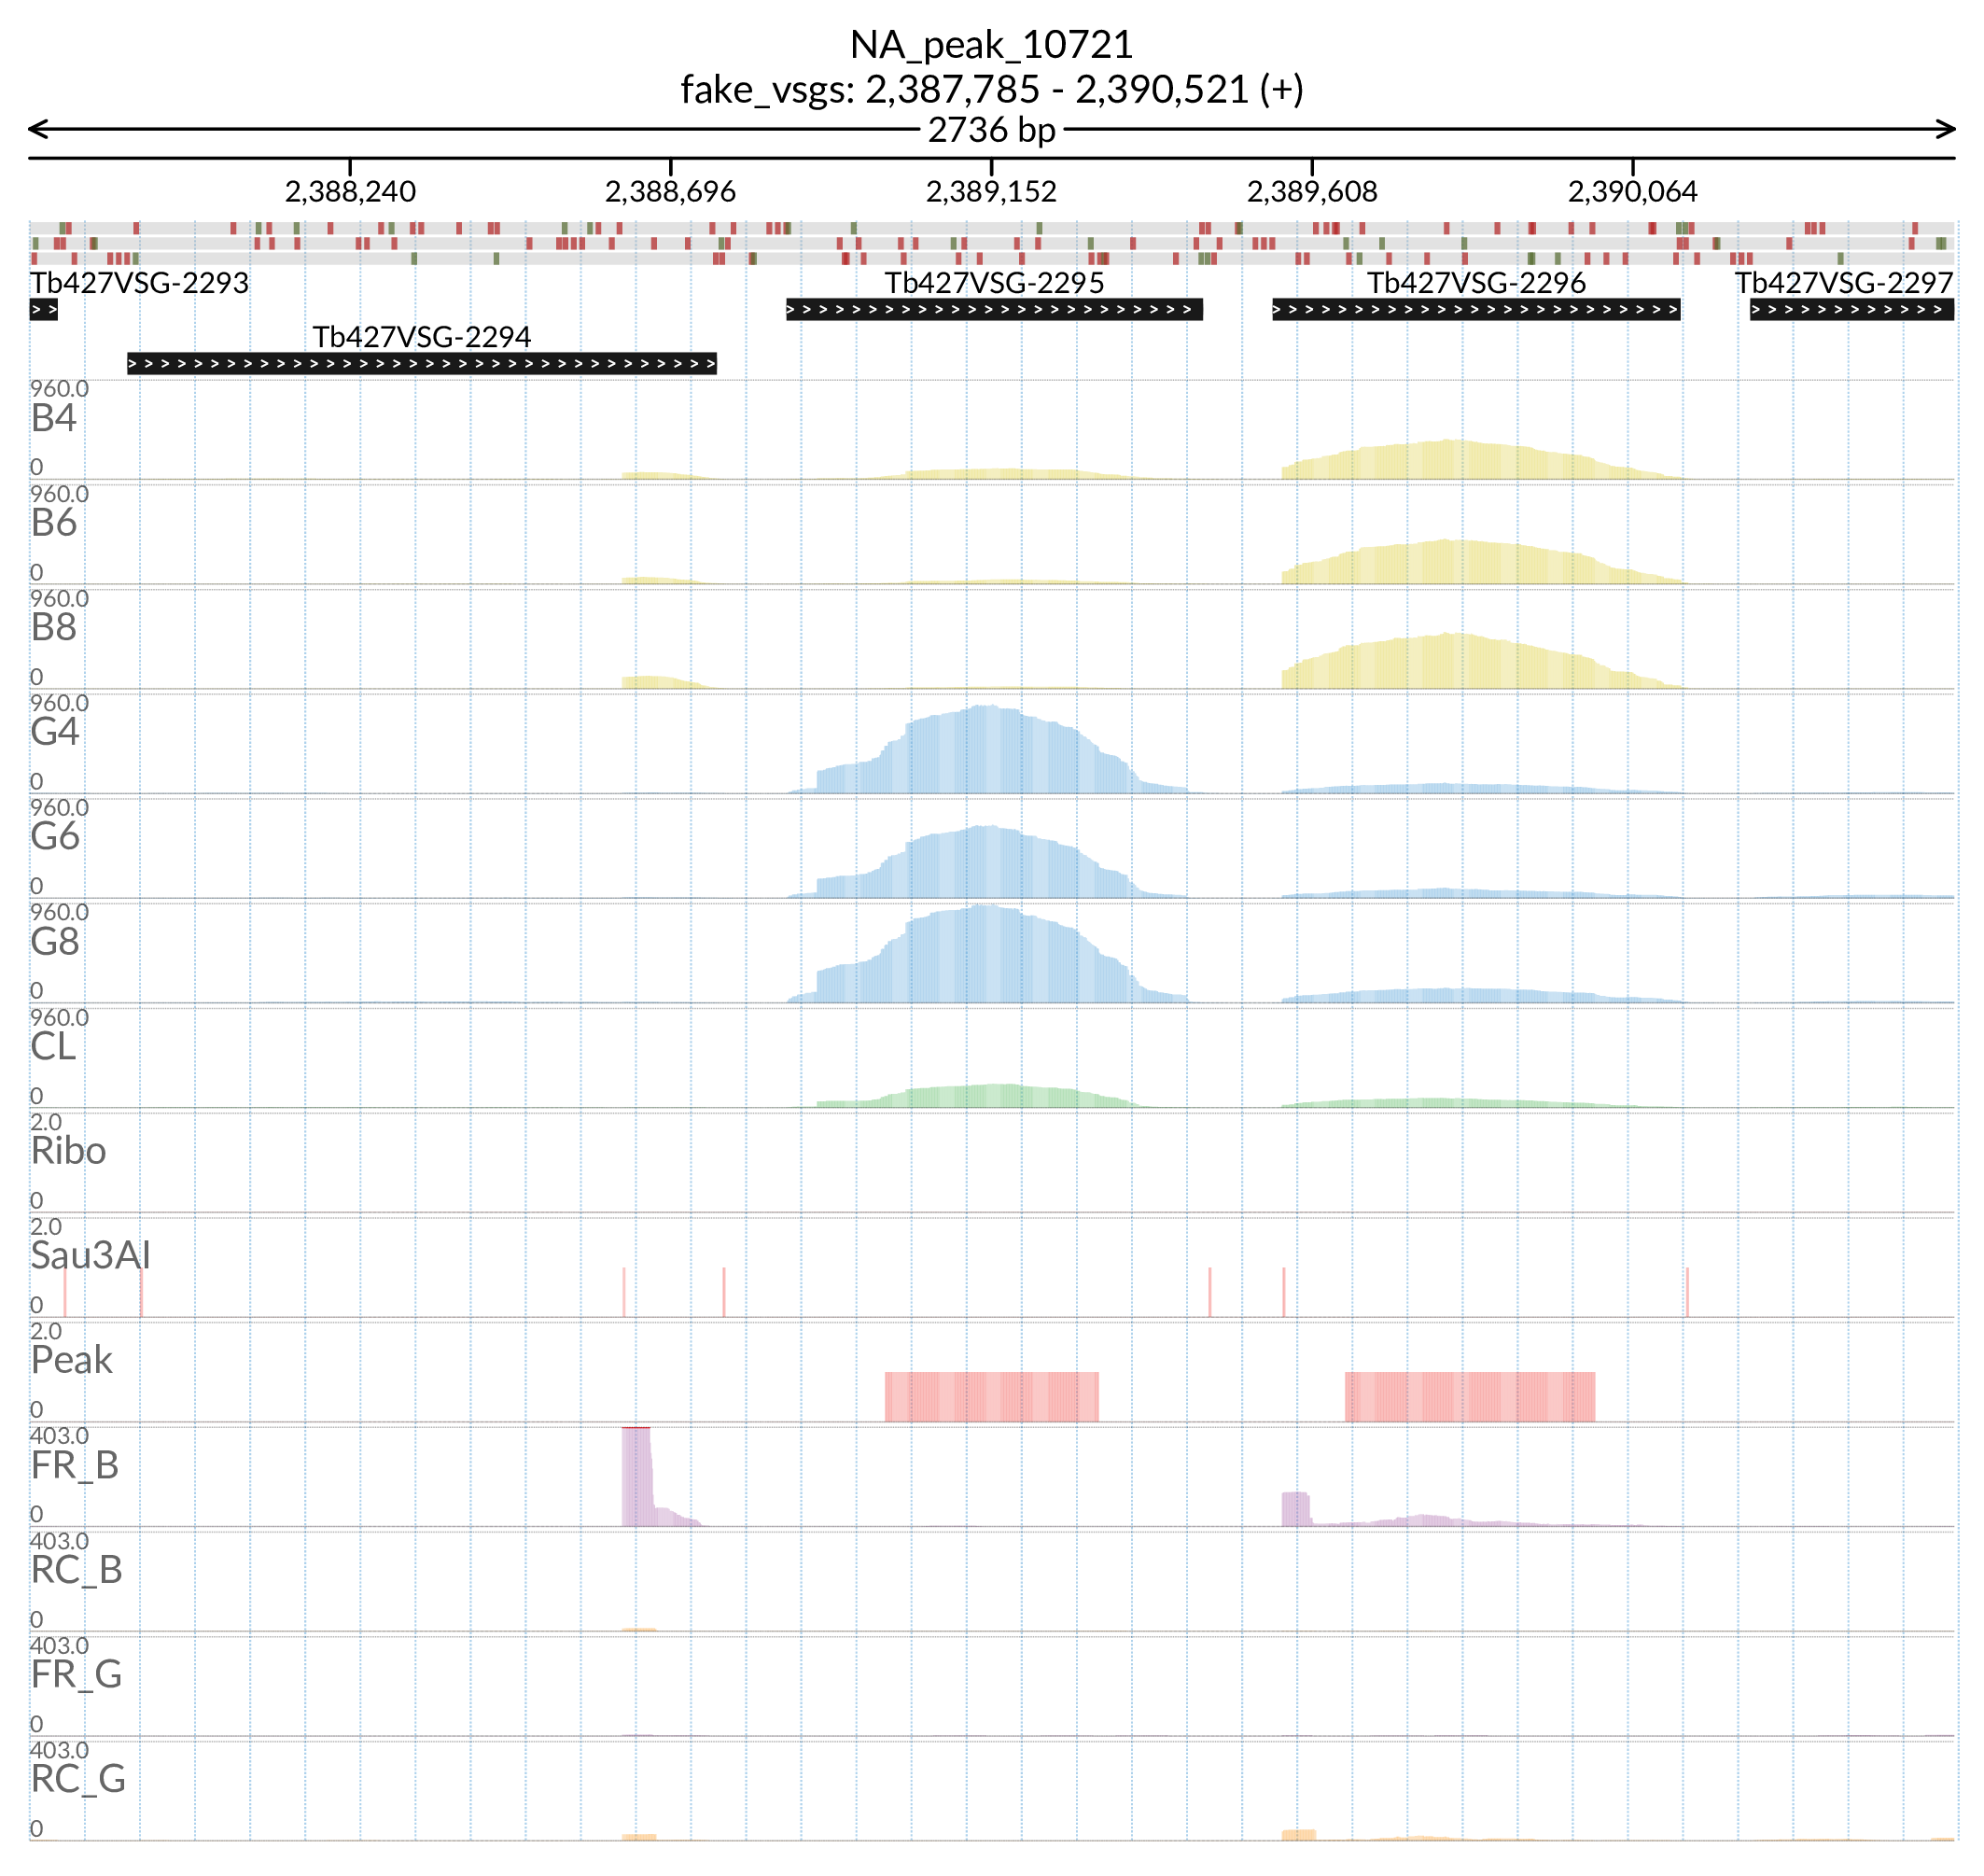 NA_peak_10721
fake_vsgs: 2,387,785 - 2,390,521 (+)
2736 bp
2,388,240 2,388,696 2,389,152 2,389,608 2,390,064
Tb427VSG-2293 Tb427VSG-2295 Tb427VSG-2296 Tb427VSG-2297
Tb427VSG-2294
960.0
B4
0
960.0
B6
0
960.0
B8
0
960.0
G4
0
960.0
G6
0
960.0
G8
0
960.0
CL
0
2.0
Ribo
0
2.0
Sau3AI
0
2.0
Peak
0
403.0
FR_B
0
403.0
RC_B
0
403.0
FR_G
0
403.0
RC_G
0